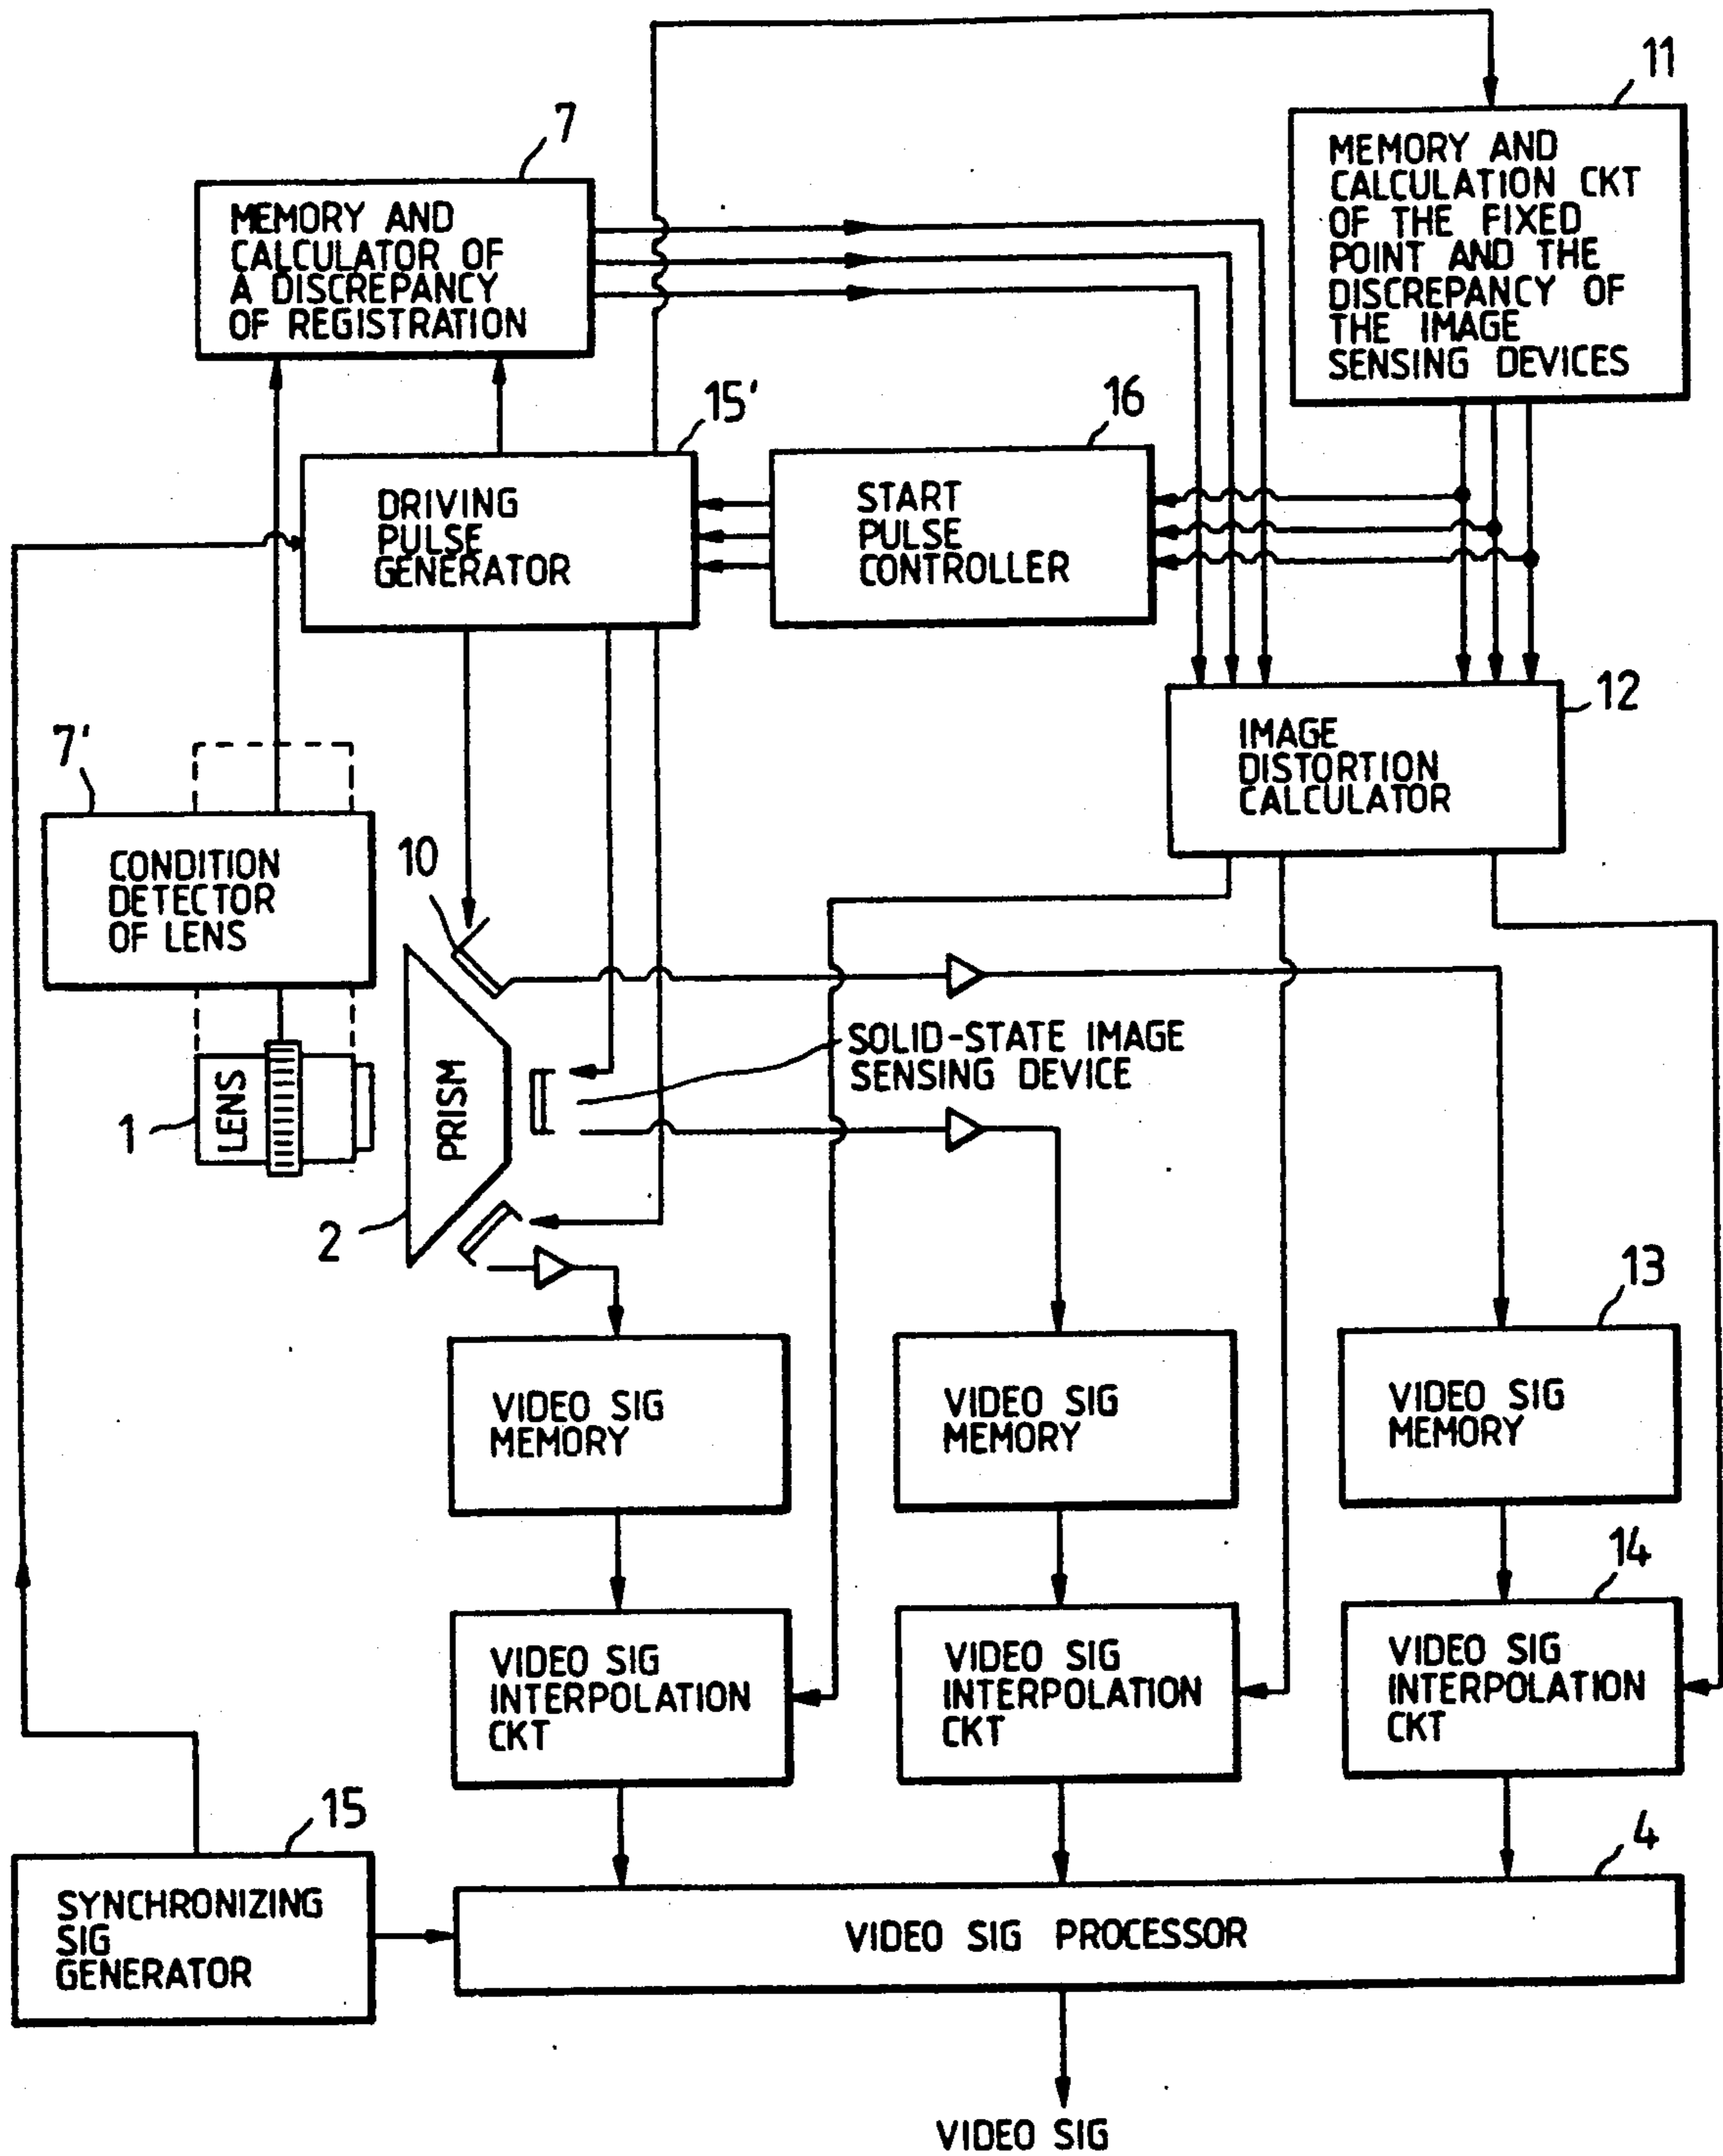 11
7
MEMORY AND
CALCULATION CKT
OF THE FIXED
POINT AND THE
DISCREPANCY OF
THE IMAGE
SENSING DEVICES
MEMORY AND
CALCULATOR OF
A DISCREPANCY
OF REGISTRATION
15'
16
DRIVING
PULSE
GENERATOR
START
PULSE
CONTROLLER
12
7'
IMAGE
DISTORTION
CALCULATOR
10
CONDITION
DETECTOR
OF LENS
SOLID-STATE IMAGE
SENSING DEVICE
1
LENS
PRISM
2
13
VIDEO SIG
MEMORY
VIDEO SIG
MEMORY
VIDEO SIG
MEMORY
14
VIDEO SIG
INTERPOLATION
CKT
VIDEO SIG
INTERPOLATION
CKT
VIDEO SIG
INTERPOLATION
CKT
15
4
SYNCHRONIZING
SIG
GENERATOR
VIDEO SIG PROCESSOR
VIDEO SIG